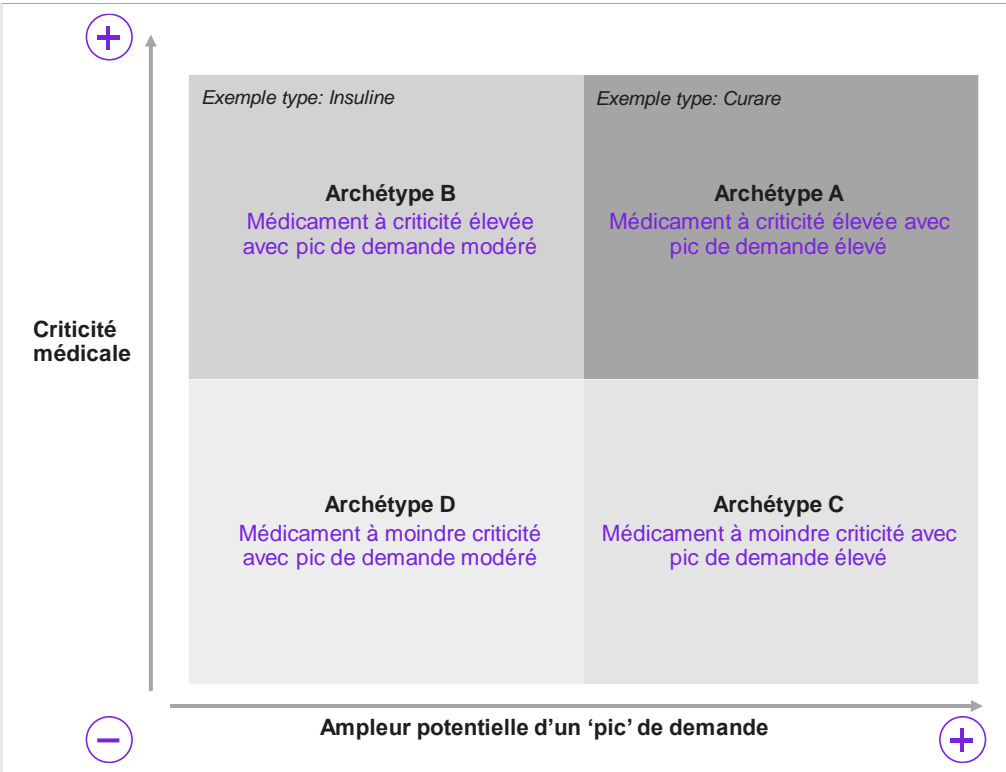 Exemple type: Insuline
Archétype B
Médicament à criticité élevée
avec pic de demande modéré
Exemple type: Curare
Archétype A
Médicament à criticité élevée avec
pic de demande élevé
Criticité
médicale
Archétype D
Médicament à moindre criticité
avec pic de demande modéré
Archétype C
Médicament à moindre criticité avec
pic de demande élevé
Ampleur potentielle d’un ‘pic’ de demande